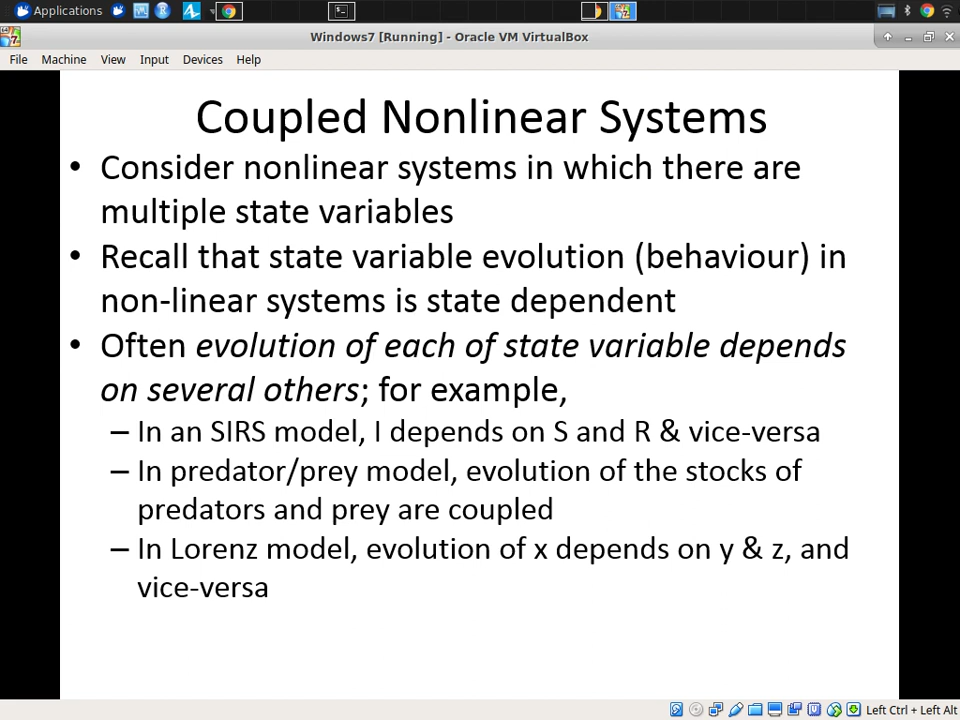 Applications
Windows7 [Running] - Oracle VM VirtualBox
File Machine View Input Devices Help
Coupled Nonlinear Systems
• Consider nonlinear systems in which there are
multiple state variables
• Recall that state variable evolution (behaviour) in
non-linear systems is state dependent
• Often evolution of each of state variable depends
on several others; for example,
– In an SIRS model, I depends on S and R & vice-versa
– In predator/prey model, evolution of the stocks of
predators and prey are coupled
– In Lorenz model, evolution of x depends on y & z, and
vice-versa
Left Ctrl + Left Alt